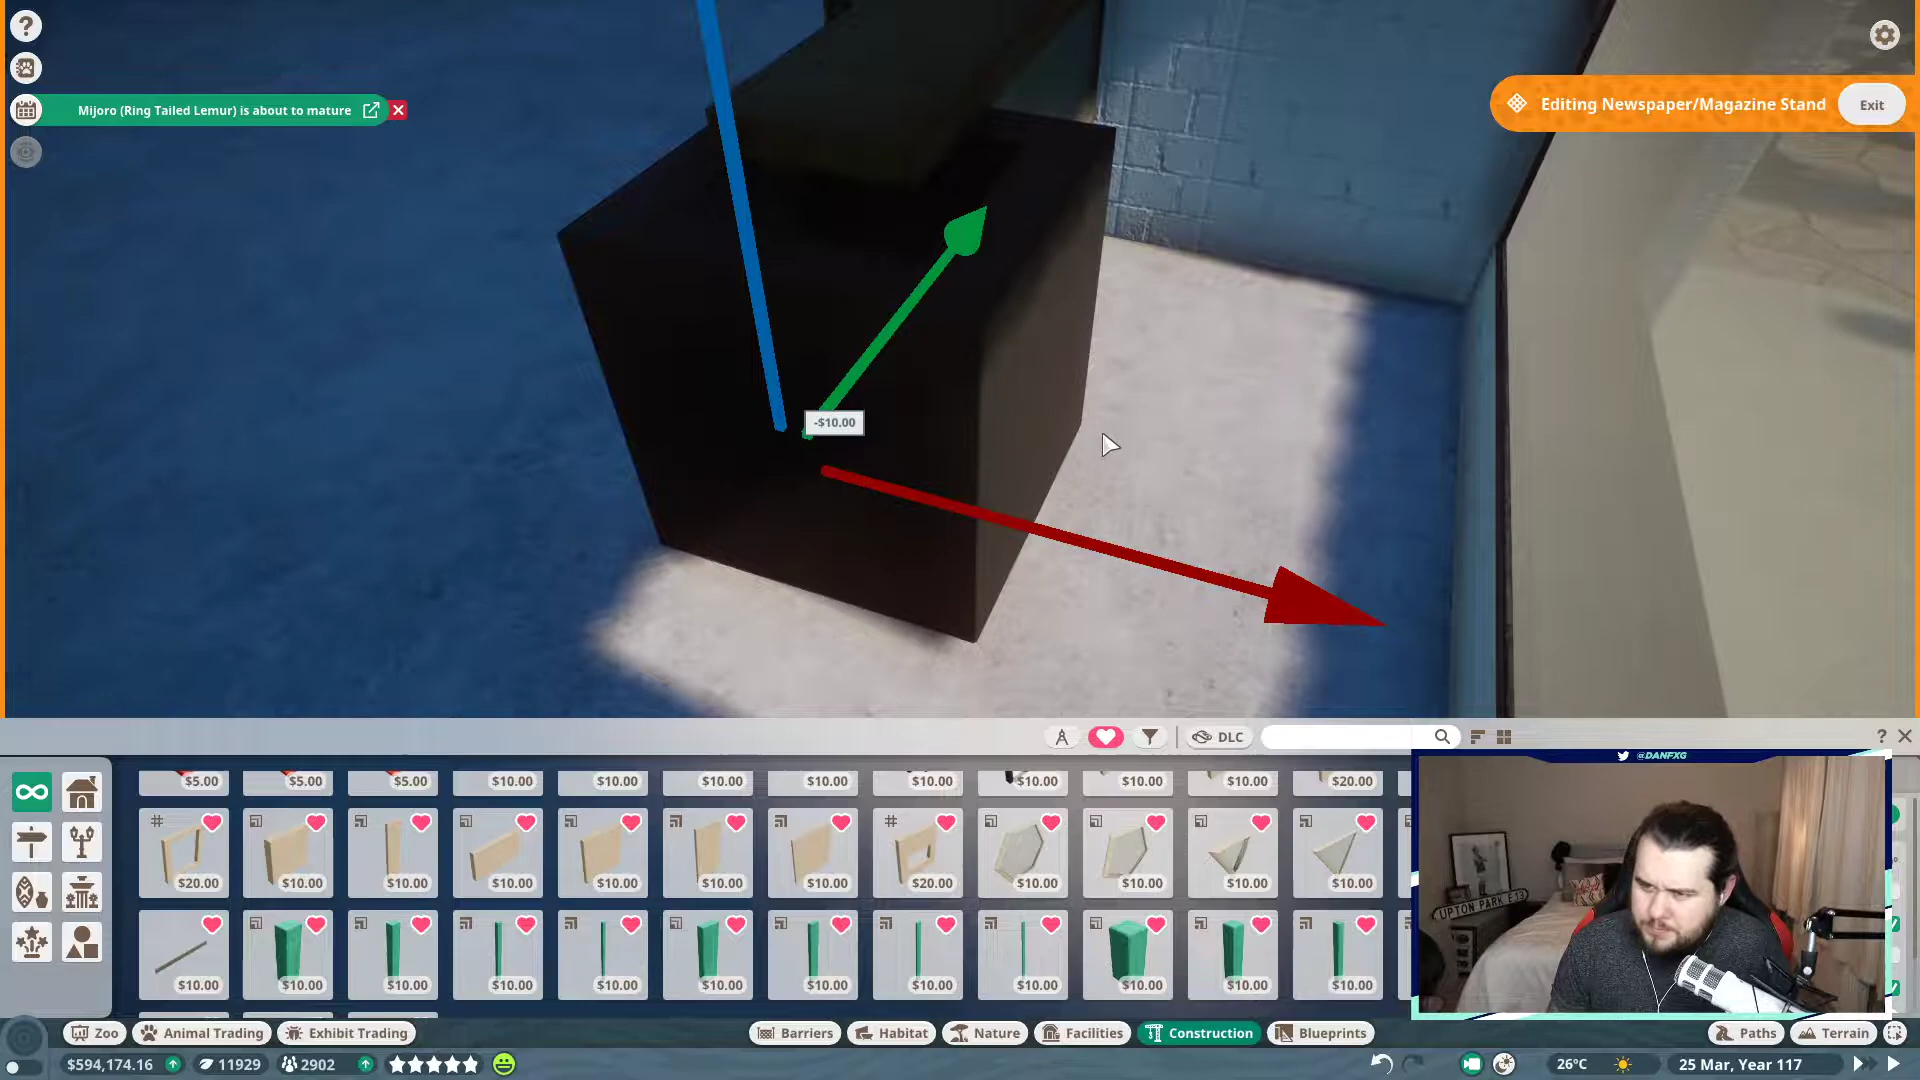 ?
Mijoro (Ring Tailed Lemur) is about to mature
Editing Newspaper/Magazine Stand
Exit
-$10.00
DLC
?
@DANFXG
$5.00 $5.00 $5.00 $10.00 $10.00 $10.00 $10.00 $10.00 $10.00 $10.00 $10.00 $20.00
$20.00 $10.00 $10.00 $10.00 $10.00 $10.00 $10.00 $20.00 $10.00 $10.00 $10.00 $10.00
UPTON PARK E13
$10.00 $10.00 $10.00 $10.00 $10.00 $10.00 $10.00 $10.00 $10.00 $10.00 $10.00 $10.00
Zoo Animal Trading Exhibit Trading Barriers Habitat Nature Facilities Construction Blueprints Paths Terrain
$594,174.16 11929 2902 26°C 25 Mar, Year 117